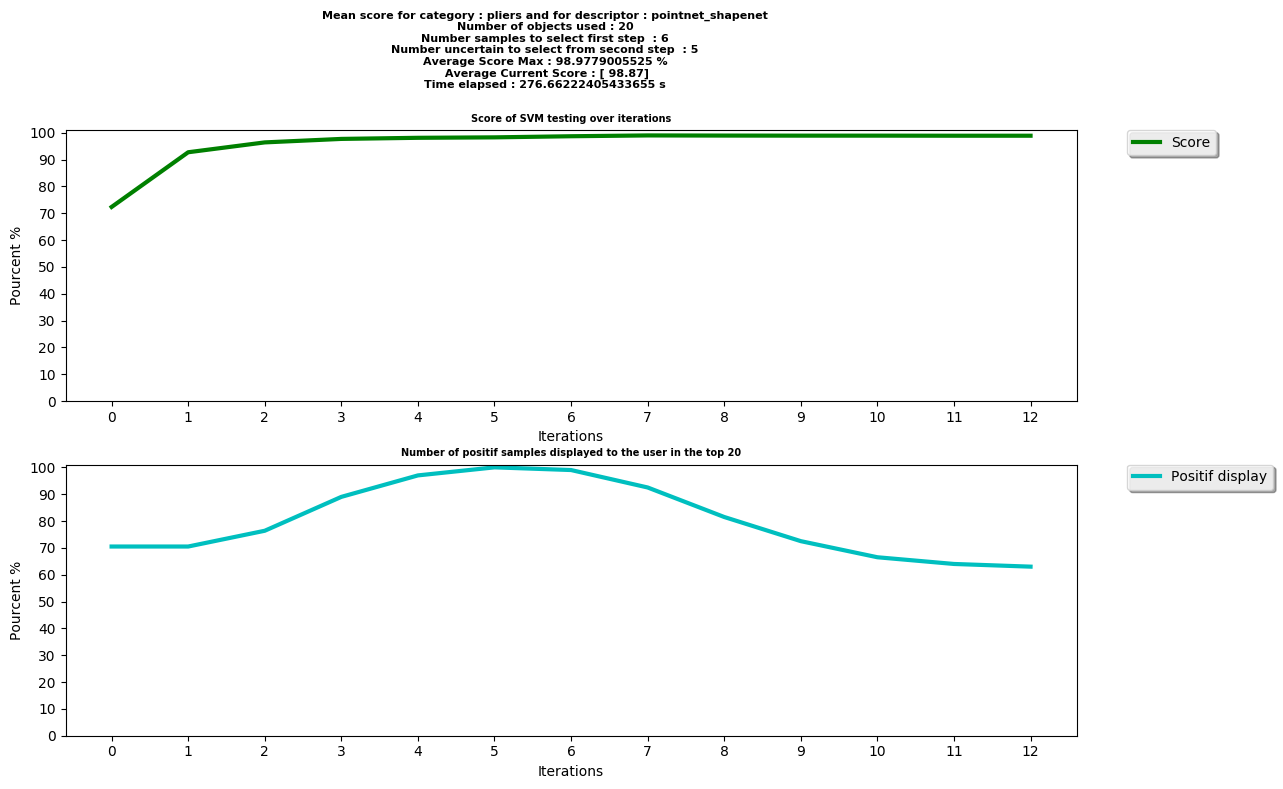 Mean score for category : pliers and for descriptor : pointnet_shapenet
Number of objects used : 20
Number samples to select first step  : 6
Number uncertain to select from second step  : 5
Average Score Max : 98.9779005525 %
Average Current Score : [ 98.87]
Time elapsed : 276.66222405433655 s
Score of SVM testing over iterations
100
90
80
70
60
50
40
30
20
10
0
Pourcent %
0 1 2 3 4 5 6 7 8 9 10 11 12
Iterations
Score
Number of positif samples displayed to the user in the top 20
100
90
80
70
60
50
40
30
20
10
0
Pourcent %
0 1 2 3 4 5 6 7 8 9 10 11 12
Iterations
Positif display